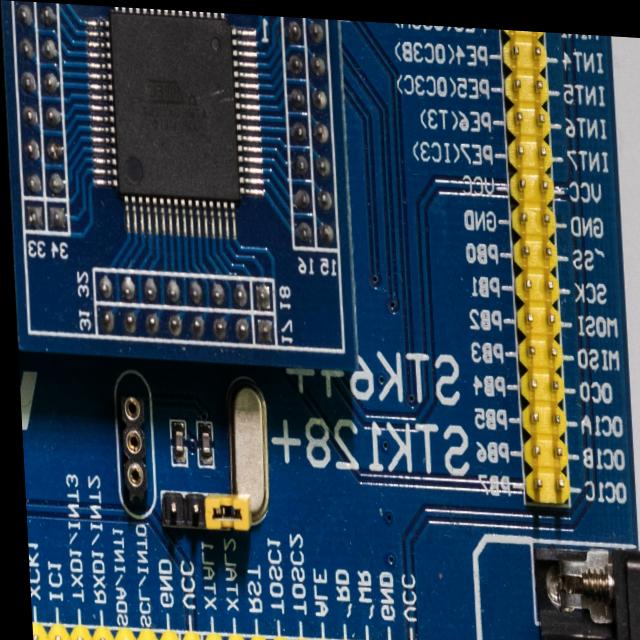 PE4(OC3B) INT4
PE5(OC3C) INT5
PE6(T3) INT6
PE7(IC3) INT7
VCC VCC
GND GND
PB0 /SS
PB1 SCK
PB2 MOSI
PB3 MISO
PB4 OC0
PB5 OC1A
PB6 OC1B
PB7 OC1C
1
34 33
16 15
31 32
17 18
STK64+
STK128+
XCK1
IC1
TXD1/INT3
RXD1/INT2
SDA/INT1
SCL/INT0
GND
VCC
XTAL1
XTAL2
RST
TOSC1
TOSC2
ALE
/RD
/WR
GND
VCC